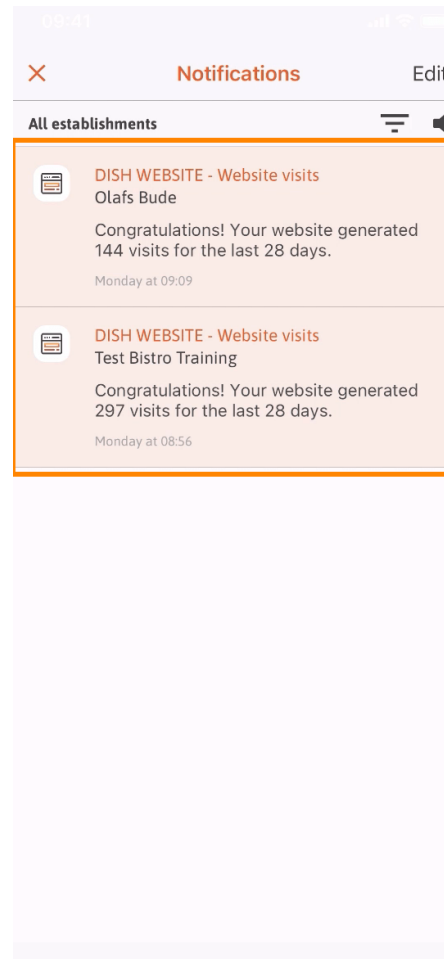 09:41
Notifications
Edit
All establishments
DISH WEBSITE - Website visits
Olafs Bude
Congratulations! Your website generated
144 visits for the last 28 days.
Monday at 09:09
DISH WEBSITE - Website visits
Test Bistro Training
Congratulations! Your website generated
297 visits for the last 28 days.
Monday at 08:56